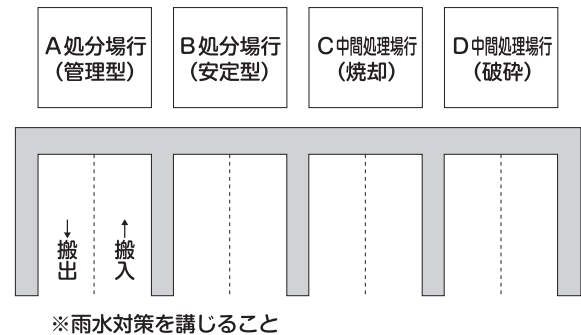 A処分場行
(管理型)
B処分場行
(安定型)
C中間処理場行
(焼却)
D中間処理場行
(破砕)
↓搬出
↑搬入
※雨水対策を講じること